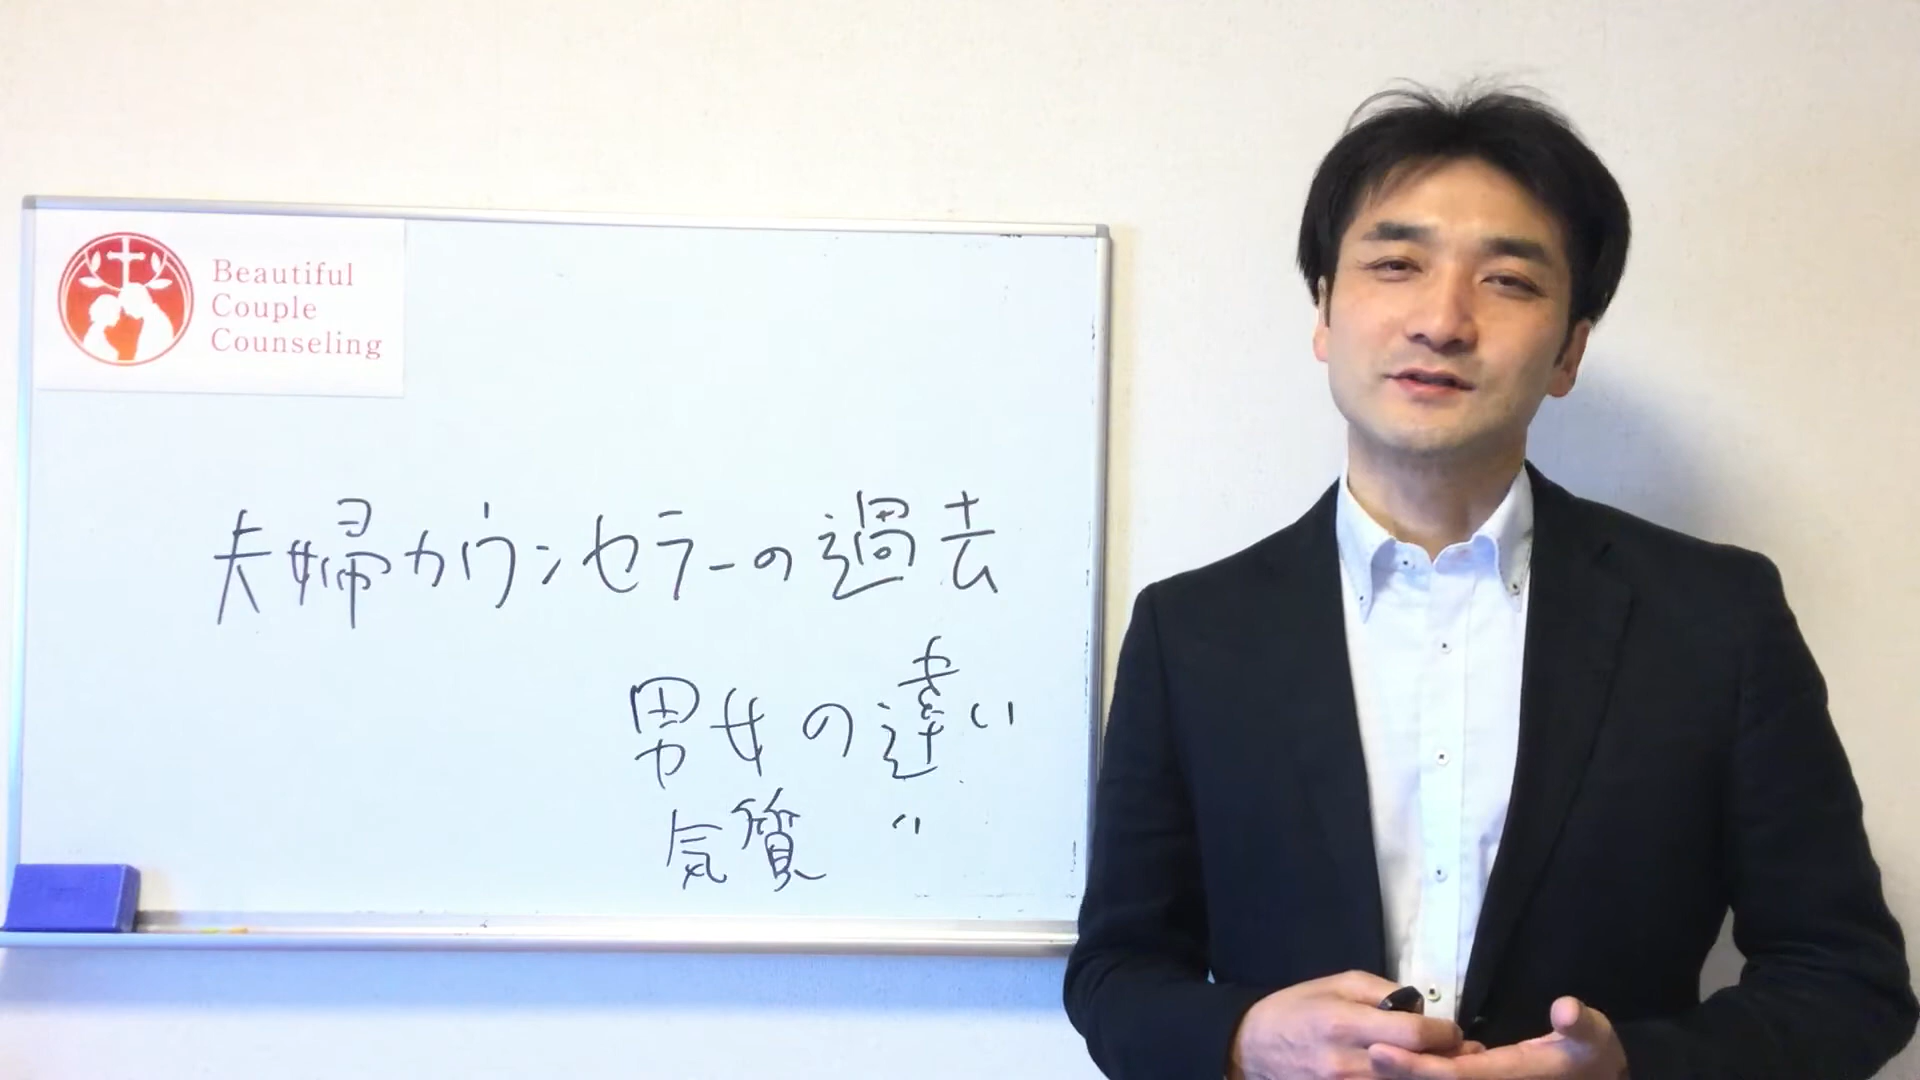 Beautiful
Couple
Counseling
夫婦カウンセラーの過去
男女の違い
気質 〃